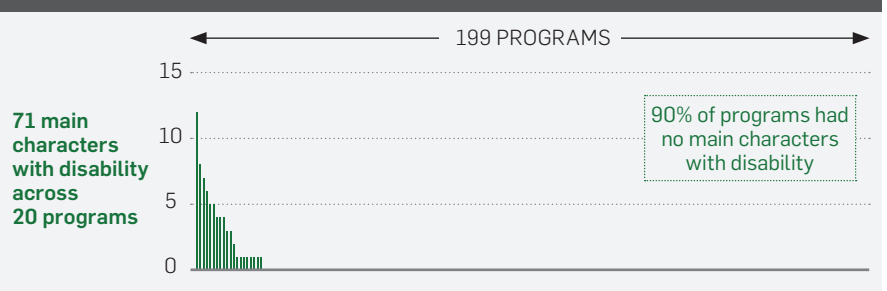 199 PROGRAMS
15
71 main
characters
with disability
across
20 programs
10
5
0
90% of programs had
no main characters
with disability